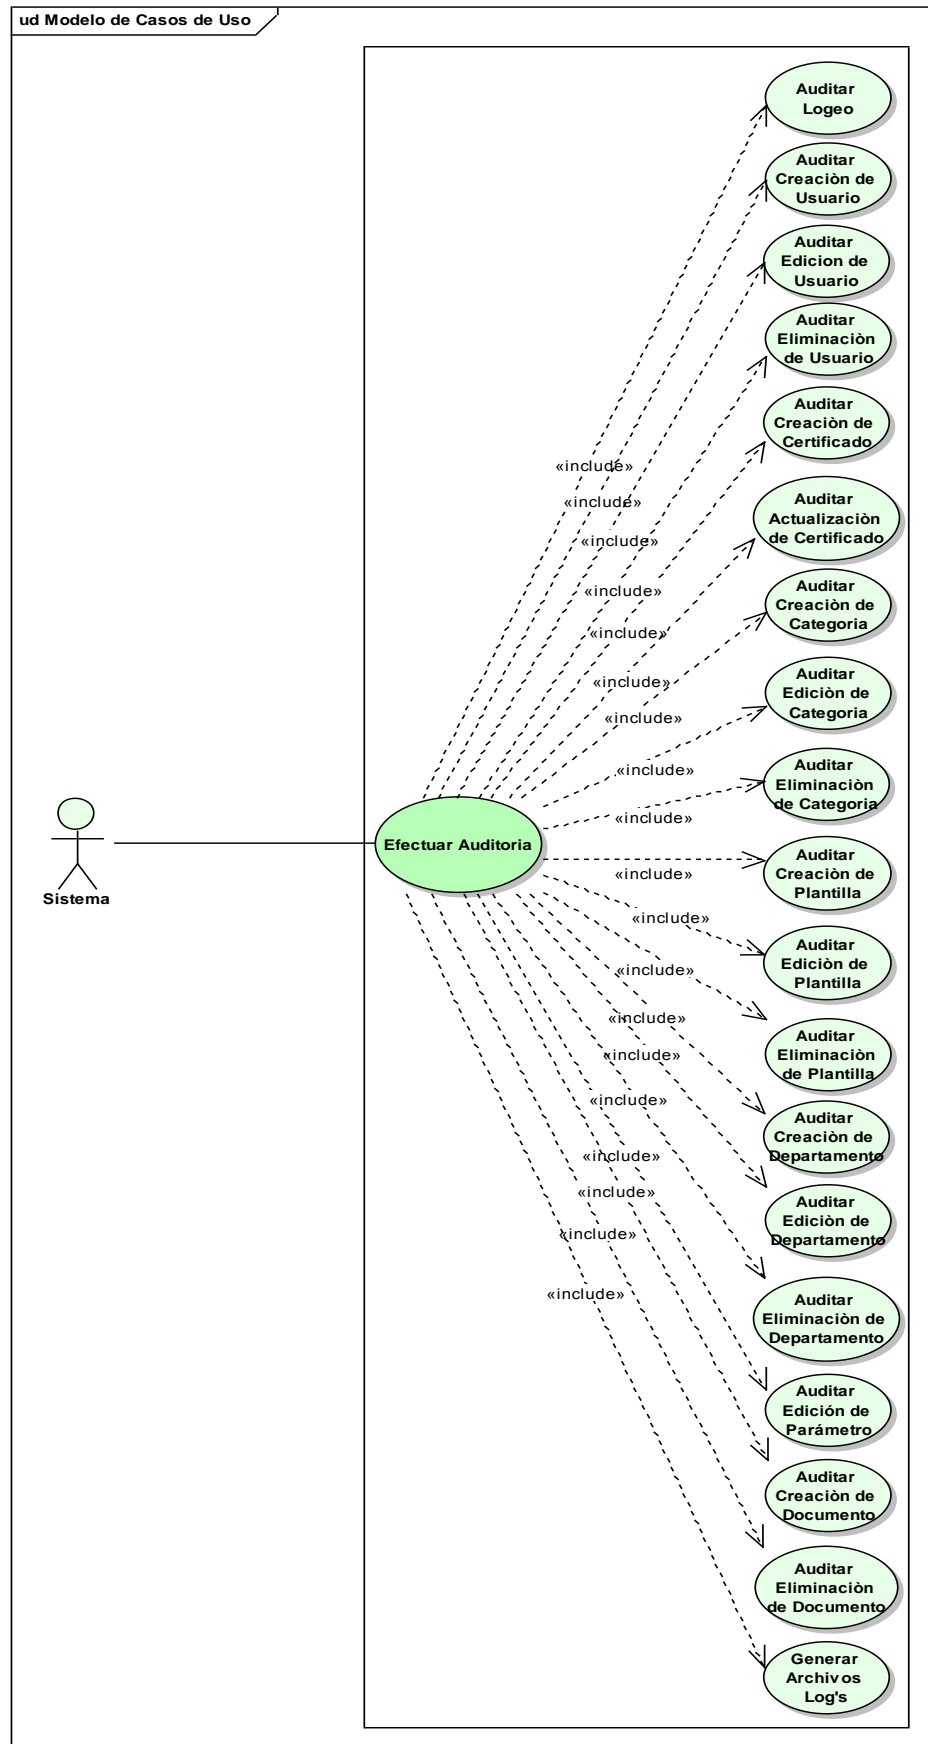 ud Modelo de Casos de Uso
Auditar
Logeo
Auditar
Creaciòn de
Usuario
Auditar
Edicion de
Usuario
Auditar
Eliminaciòn
de Usuario
Auditar
Creaciòn de
Certificado
«include»
«include»
Auditar
Actualizaciòn
de Certificado
«include»
Auditar
Creaciòn de
Categoria
«include»
«include»
Auditar
Ediciòn de
Categoria
«include»
«include»
Auditar
Eliminaciòn
de Categoria
«include»
«include»
Efectuar Auditoria
Sistema
Auditar
Creaciòn de
Plantilla
«include»
«include»
Auditar
Ediciòn de
Plantilla
«include»
«include»
Auditar
Eliminaciòn
de Plantilla
«include»
«include»
Auditar
Creaciòn de
Departamento
«include»
«include»
Auditar
Ediciòn de
Departamento
«include»
«include»
Auditar
Eliminaciòn de
Departamento
Auditar
Edición de
Parámetro
Auditar
Creaciòn de
Documento
Auditar
Eliminaciòn
de Documento
Generar
Archivos
Log's